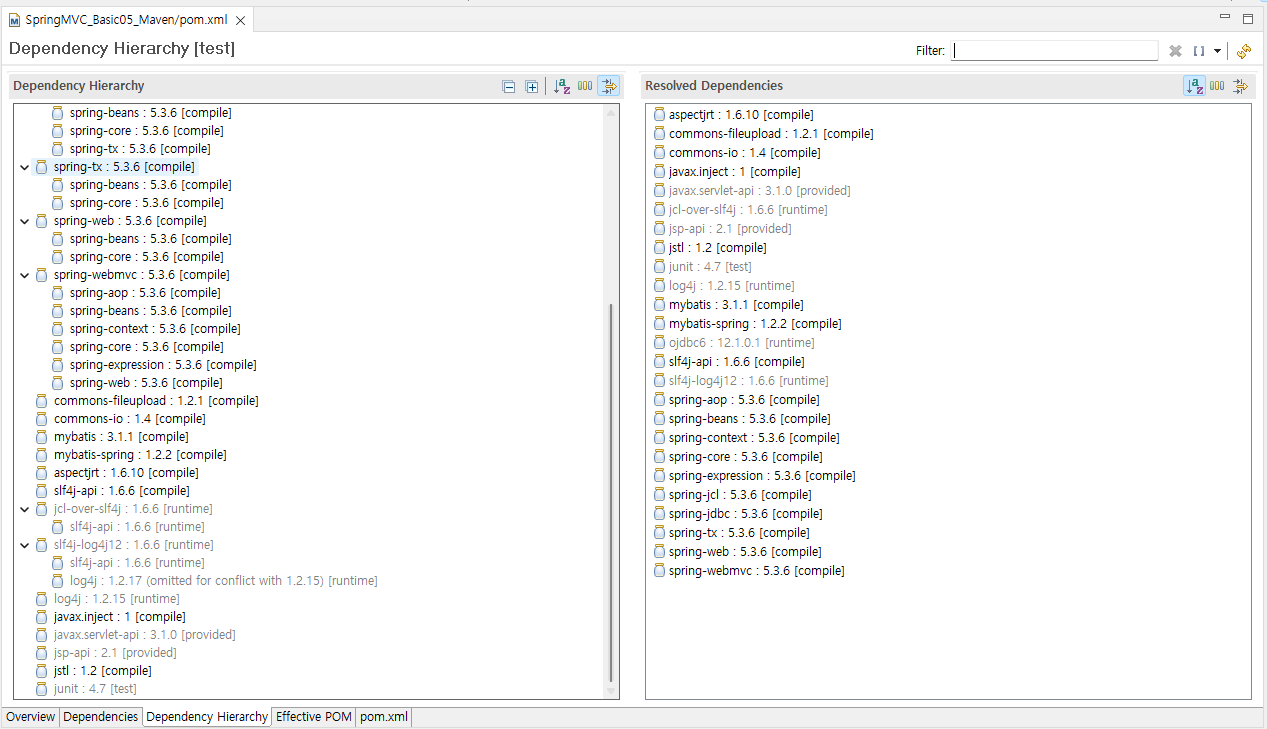 SpringMVC_Basic05_Maven/pom.xml
Dependency Hierarchy [test]
Filter:
Dependency Hierarchy
spring-beans : 5.3.6 [compile]
spring-core : 5.3.6 [compile]
spring-tx : 5.3.6 [compile]
spring-tx : 5.3.6 [compile]
spring-beans : 5.3.6 [compile]
spring-core : 5.3.6 [compile]
spring-web : 5.3.6 [compile]
spring-beans : 5.3.6 [compile]
spring-core : 5.3.6 [compile]
spring-webmvc : 5.3.6 [compile]
spring-aop : 5.3.6 [compile]
spring-beans : 5.3.6 [compile]
spring-context : 5.3.6 [compile]
spring-core : 5.3.6 [compile]
spring-expression : 5.3.6 [compile]
spring-web : 5.3.6 [compile]
commons-fileupload : 1.2.1 [compile]
commons-io : 1.4 [compile]
mybatis : 3.1.1 [compile]
mybatis-spring : 1.2.2 [compile]
aspectjrt : 1.6.10 [compile]
slf4j-api : 1.6.6 [compile]
jcl-over-slf4j : 1.6.6 [runtime]
slf4j-api : 1.6.6 [runtime]
slf4j-log4j12 : 1.6.6 [runtime]
slf4j-api : 1.6.6 [runtime]
log4j : 1.2.17 (omitted for conflict with 1.2.15) [runtime]
log4j : 1.2.15 [runtime]
javax.inject : 1 [compile]
javax.servlet-api : 3.1.0 [provided]
jsp-api : 2.1 [provided]
jstl : 1.2 [compile]
junit : 4.7 [test]
Resolved Dependencies
aspectjrt : 1.6.10 [compile]
commons-fileupload : 1.2.1 [compile]
commons-io : 1.4 [compile]
javax.inject : 1 [compile]
javax.servlet-api : 3.1.0 [provided]
jcl-over-slf4j : 1.6.6 [runtime]
jsp-api : 2.1 [provided]
jstl : 1.2 [compile]
junit : 4.7 [test]
log4j : 1.2.15 [runtime]
mybatis : 3.1.1 [compile]
mybatis-spring : 1.2.2 [compile]
ojdbc6 : 12.1.0.1 [runtime]
slf4j-api : 1.6.6 [compile]
slf4j-log4j12 : 1.6.6 [runtime]
spring-aop : 5.3.6 [compile]
spring-beans : 5.3.6 [compile]
spring-context : 5.3.6 [compile]
spring-core : 5.3.6 [compile]
spring-expression : 5.3.6 [compile]
spring-jcl : 5.3.6 [compile]
spring-jdbc : 5.3.6 [compile]
spring-tx : 5.3.6 [compile]
spring-web : 5.3.6 [compile]
spring-webmvc : 5.3.6 [compile]
Overview Dependencies Dependency Hierarchy Effective POM pom.xml